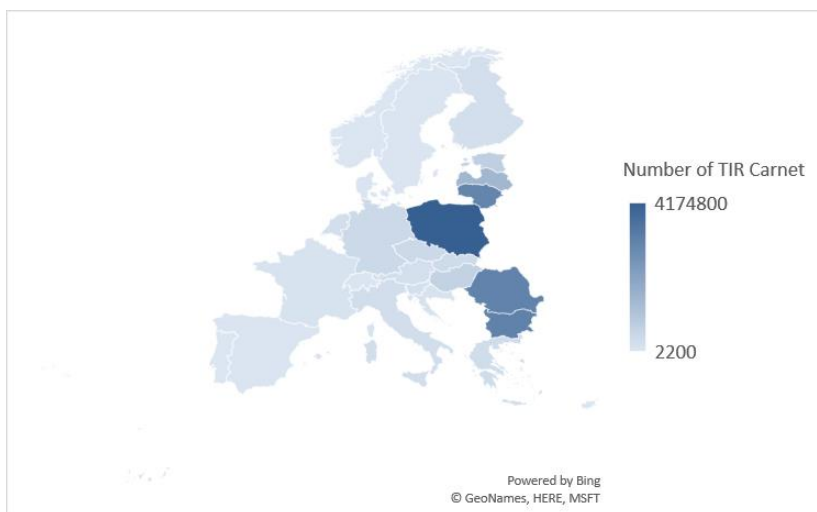 Number of TIR Carnet
4174800
2200
Powered by Bing
© GeoNames, HERE, MSFT